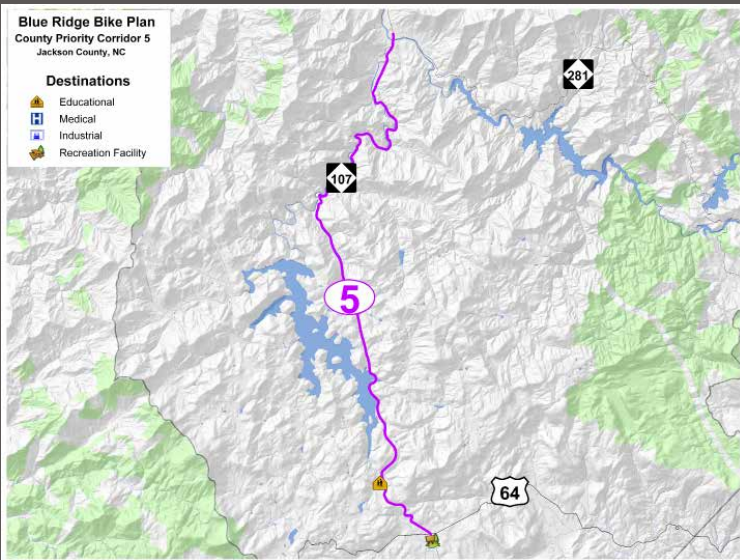 Blue Ridge Bike Plan
County Priority Corridor 5
Jackson County, NC
Destinations
Educational
Medical
Industrial
Recreation Facility
281
107
5
64